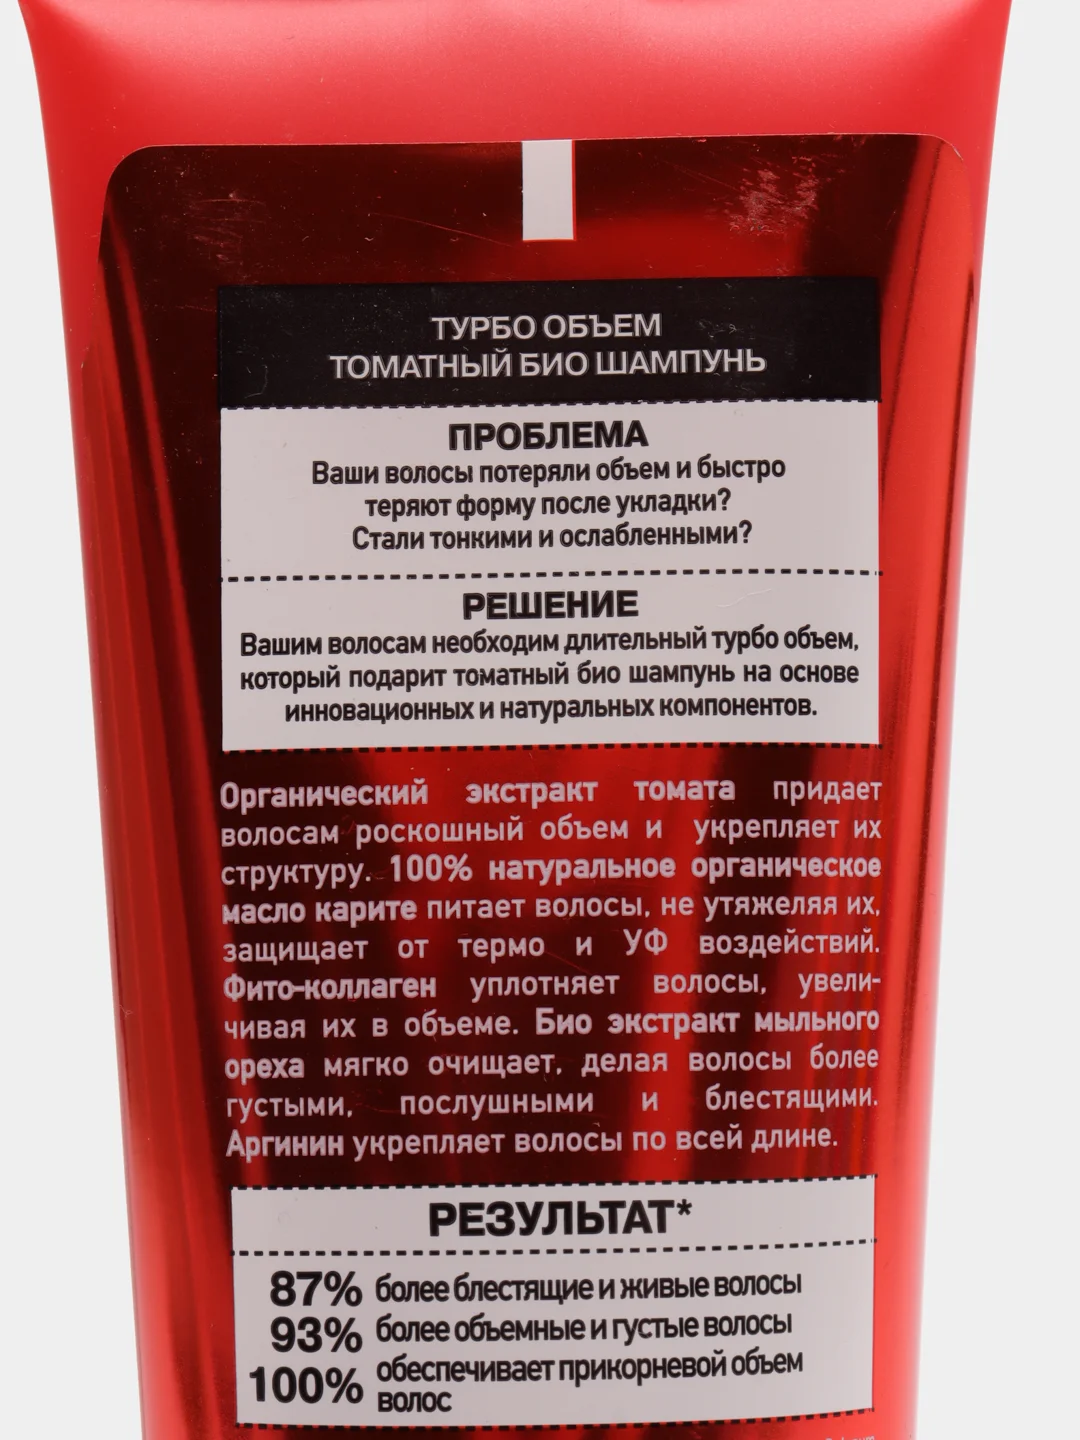 ТУРБО ОБЪЕМ
ТОМАТНЫЙ БИО ШАМПУНЬ
ПРОБЛЕМА
Ваши волосы потеряли объем и быстро
теряют форму после укладки?
Стали тонкими и ослабленными?
РЕШЕНИЕ
Вашим волосам необходим длительный турбо объем,
который подарит томатный био шампунь на основе
инновационных и натуральных компонентов.
Органический экстракт томата придает
волосам роскошный объем и укрепляет их
структуру. 100% натуральное органическое
масло карите питает волосы, не утяжеляя их,
защищает от термо и УФ воздействий.
Фито-коллаген уплотняет волосы, увели-
чивая их в объеме. Био экстракт мыльного
ореха мягко очищает, делая волосы более
густыми, послушными и блестящими.
Аргинин укрепляет волосы по всей длине.
РЕЗУЛЬТАТ*
87% более блестящие и живые волосы
93% более объемные и густые волосы
100% обеспечивает прикорневой объем
волос